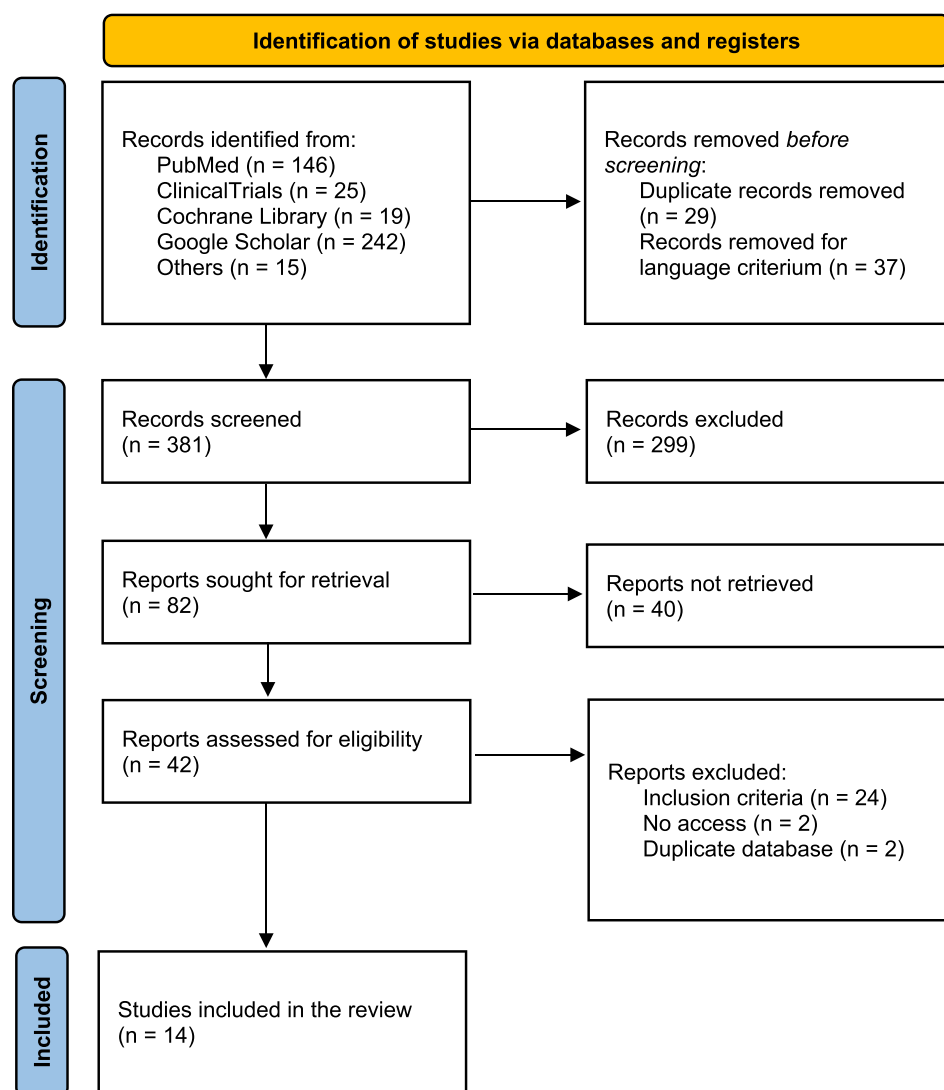 Identification of studies via databases and registers
Identification
Records identified from:
PubMed (n = 146)
ClinicalTrials (n = 25)
Cochrane Library (n = 19)
Google Scholar (n = 242)
Others (n = 15)
Records removed before
screening:
Duplicate records removed
(n = 29)
Records removed for
language criterium (n = 37)
Screening
Records screened
(n = 381)
Records excluded
(n = 299)
Reports sought for retrieval
(n = 82)
Reports not retrieved
(n = 40)
Reports assessed for eligibility
(n = 42)
Reports excluded:
Inclusion criteria (n = 24)
No access (n = 2)
Duplicate database (n = 2)
Included
Studies included in the review
(n = 14)